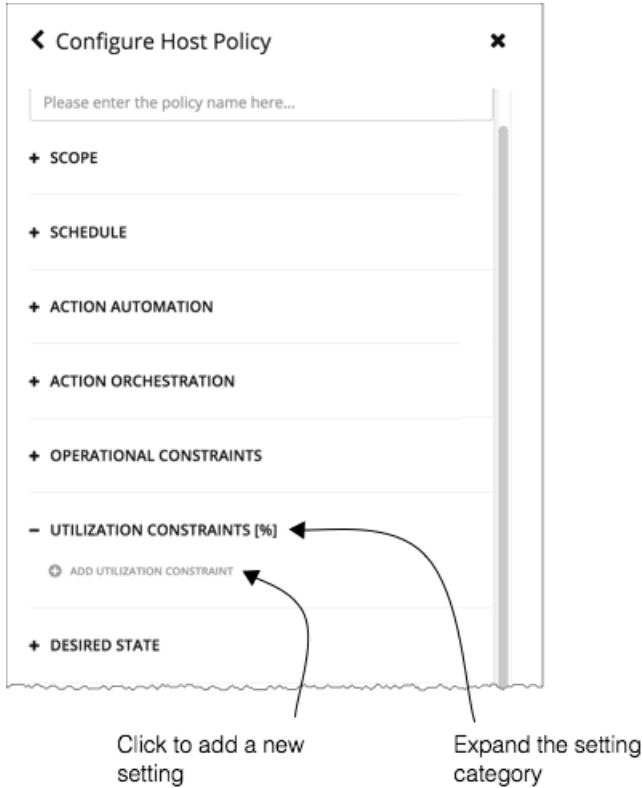 Configure Host Policy
Please enter the policy name here...
SCOPE
SCHEDULE
ACTION AUTOMATION
ACTION ORCHESTRATION
OPERATIONAL CONSTRAINTS
UTILIZATION CONSTRAINTS [%]
ADD UTILIZATION CONSTRAINT
DESIRED STATE
Click to add a new
setting
Expand the setting
category